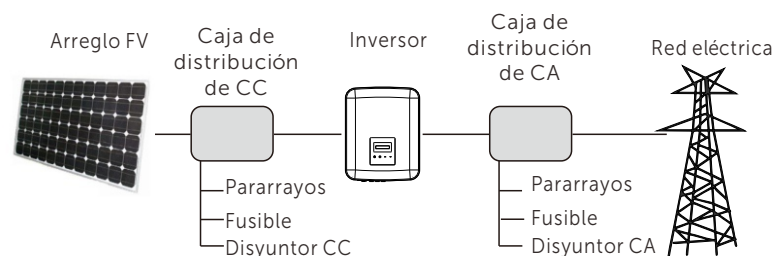 Arreglo FV
Caja de
distribución
de CC
Inversor
Caja de
distribución
de CA
Red eléctrica
Pararrayos
Fusible
Disyuntor CC
Pararrayos
Fusible
Disyuntor CA